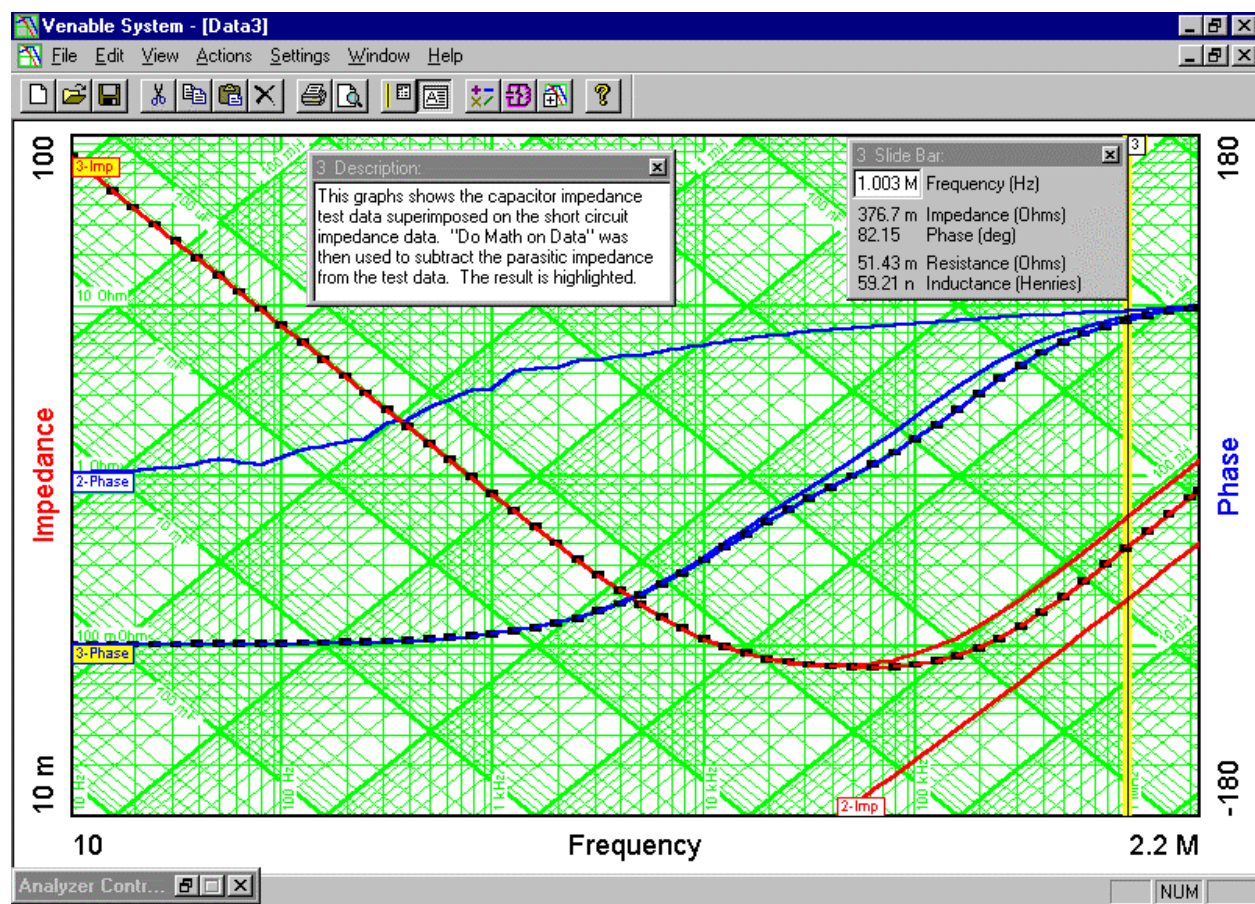 Venable System - [Data3]
File Edit View Actions Settings Window Help
100
180
3-Imp
3 Description:
This graphs shows the capacitor impedance
test data superimposed on the short circuit
impedance data. "Do Math on Data" was
then used to subtract the parasitic impedance
from the test data. The result is highlighted.
3 Slide Bar:
1.003 M Frequency (Hz)
376.7 m Impedance (Ohms)
82.15 Phase (deg)
51.43 m Resistance (Ohms)
59.21 n Inductance (Henries)
3
10 Ohm
Ohms
2-Phase
Impedance
Phase
100 mOhms
3-Phase
100 Hz
1 kHz
10 kHz
2-Imp
10 m
-180
10
Frequency
2.2 M
Analyzer Contr...
NUM